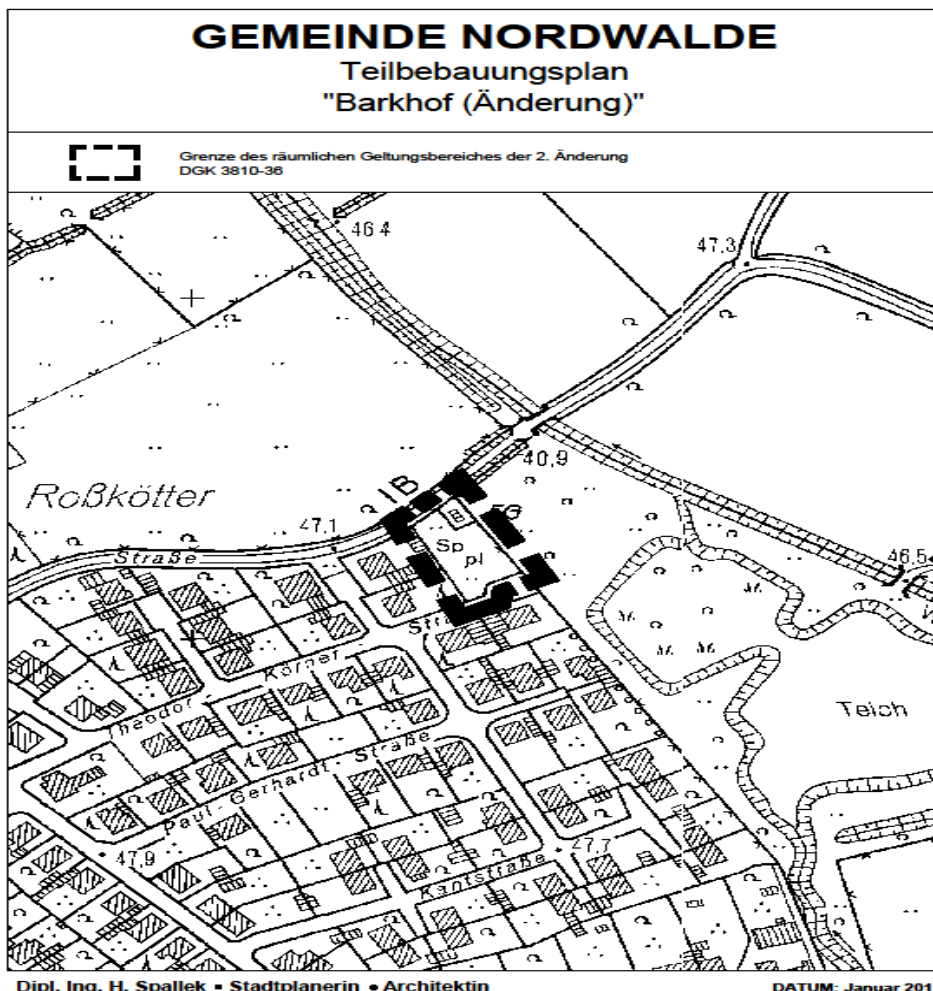 GEMEINDE NORDWALDE
Teilbebauungsplan
"Barkhof (Änderung)"
Grenze des räumlichen Geltungsbereiches der 2. Änderung
DGK 3810-36
46.4
47,3
40,9
Roßkötter
47.1
Straße
Sp
pl
46,5
Theodor Körner
Teich
Paul-Gerhardt-Straße
47,9
47,7
Kantstraße
Dipl. Ing. H. Spallek ▪ Stadtplanerin • Architektin
DATUM: Januar 201